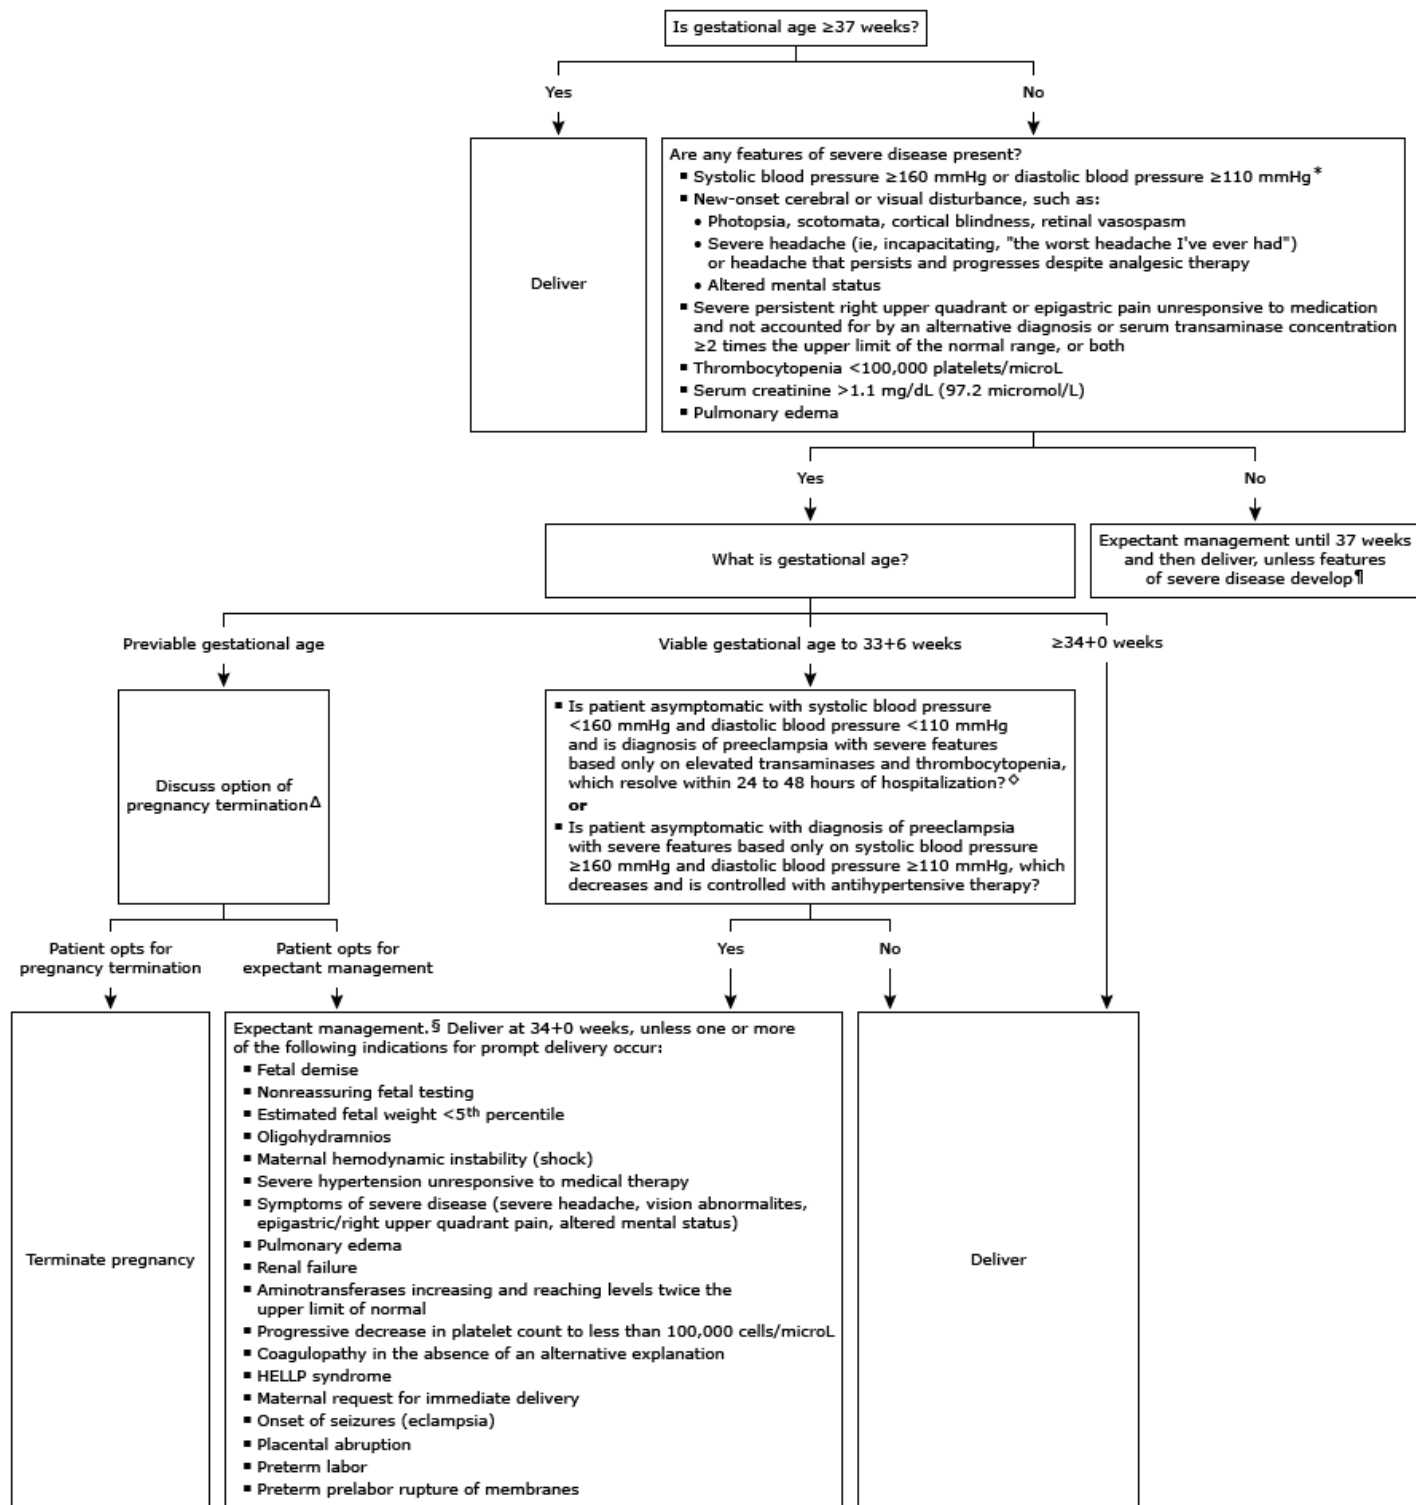 Is gestational age ≥37 weeks?
Yes
No
Deliver
Are any features of severe disease present?
▪ Systolic blood pressure ≥160 mmHg or diastolic blood pressure ≥110 mmHg*
▪ New-onset cerebral or visual disturbance, such as:
• Photopsia, scotomata, cortical blindness, retinal vasospasm
• Severe headache (ie, incapacitating, "the worst headache I've ever had")
or headache that persists and progresses despite analgesic therapy
• Altered mental status
▪ Severe persistent right upper quadrant or epigastric pain unresponsive to medication
and not accounted for by an alternative diagnosis or serum transaminase concentration
≥2 times the upper limit of the normal range, or both
▪ Thrombocytopenia <100,000 platelets/microL
▪ Serum creatinine >1.1 mg/dL (97.2 micromol/L)
▪ Pulmonary edema
Yes
No
What is gestational age?
Expectant management until 37 weeks
and then deliver, unless features
of severe disease develop¶
Previable gestational age
Viable gestational age to 33+6 weeks
≥34+0 weeks
Discuss option of
pregnancy terminationΔ
▪ Is patient asymptomatic with systolic blood pressure
<160 mmHg and diastolic blood pressure <110 mmHg
and is diagnosis of preeclampsia with severe features
based only on elevated transaminases and thrombocytopenia,
which resolve within 24 to 48 hours of hospitalization?◇
or
▪ Is patient asymptomatic with diagnosis of preeclampsia
with severe features based only on systolic blood pressure
≥160 mmHg and diastolic blood pressure ≥110 mmHg, which
decreases and is controlled with antihypertensive therapy?
Patient opts for
pregnancy termination
Patient opts for
expectant management
Yes
No
Terminate pregnancy
Expectant management.§ Deliver at 34+0 weeks, unless one or more
of the following indications for prompt delivery occur:
▪ Fetal demise
▪ Nonreassuring fetal testing
▪ Estimated fetal weight <5th percentile
▪ Oligohydramnios
▪ Maternal hemodynamic instability (shock)
▪ Severe hypertension unresponsive to medical therapy
▪ Symptoms of severe disease (severe headache, vision abnormalites,
epigastric/right upper quadrant pain, altered mental status)
▪ Pulmonary edema
▪ Renal failure
▪ Aminotransferases increasing and reaching levels twice the
upper limit of normal
▪ Progressive decrease in platelet count to less than 100,000 cells/microL
▪ Coagulopathy in the absence of an alternative explanation
▪ HELLP syndrome
▪ Maternal request for immediate delivery
▪ Onset of seizures (eclampsia)
▪ Placental abruption
▪ Preterm labor
▪ Preterm prelabor rupture of membranes
Deliver